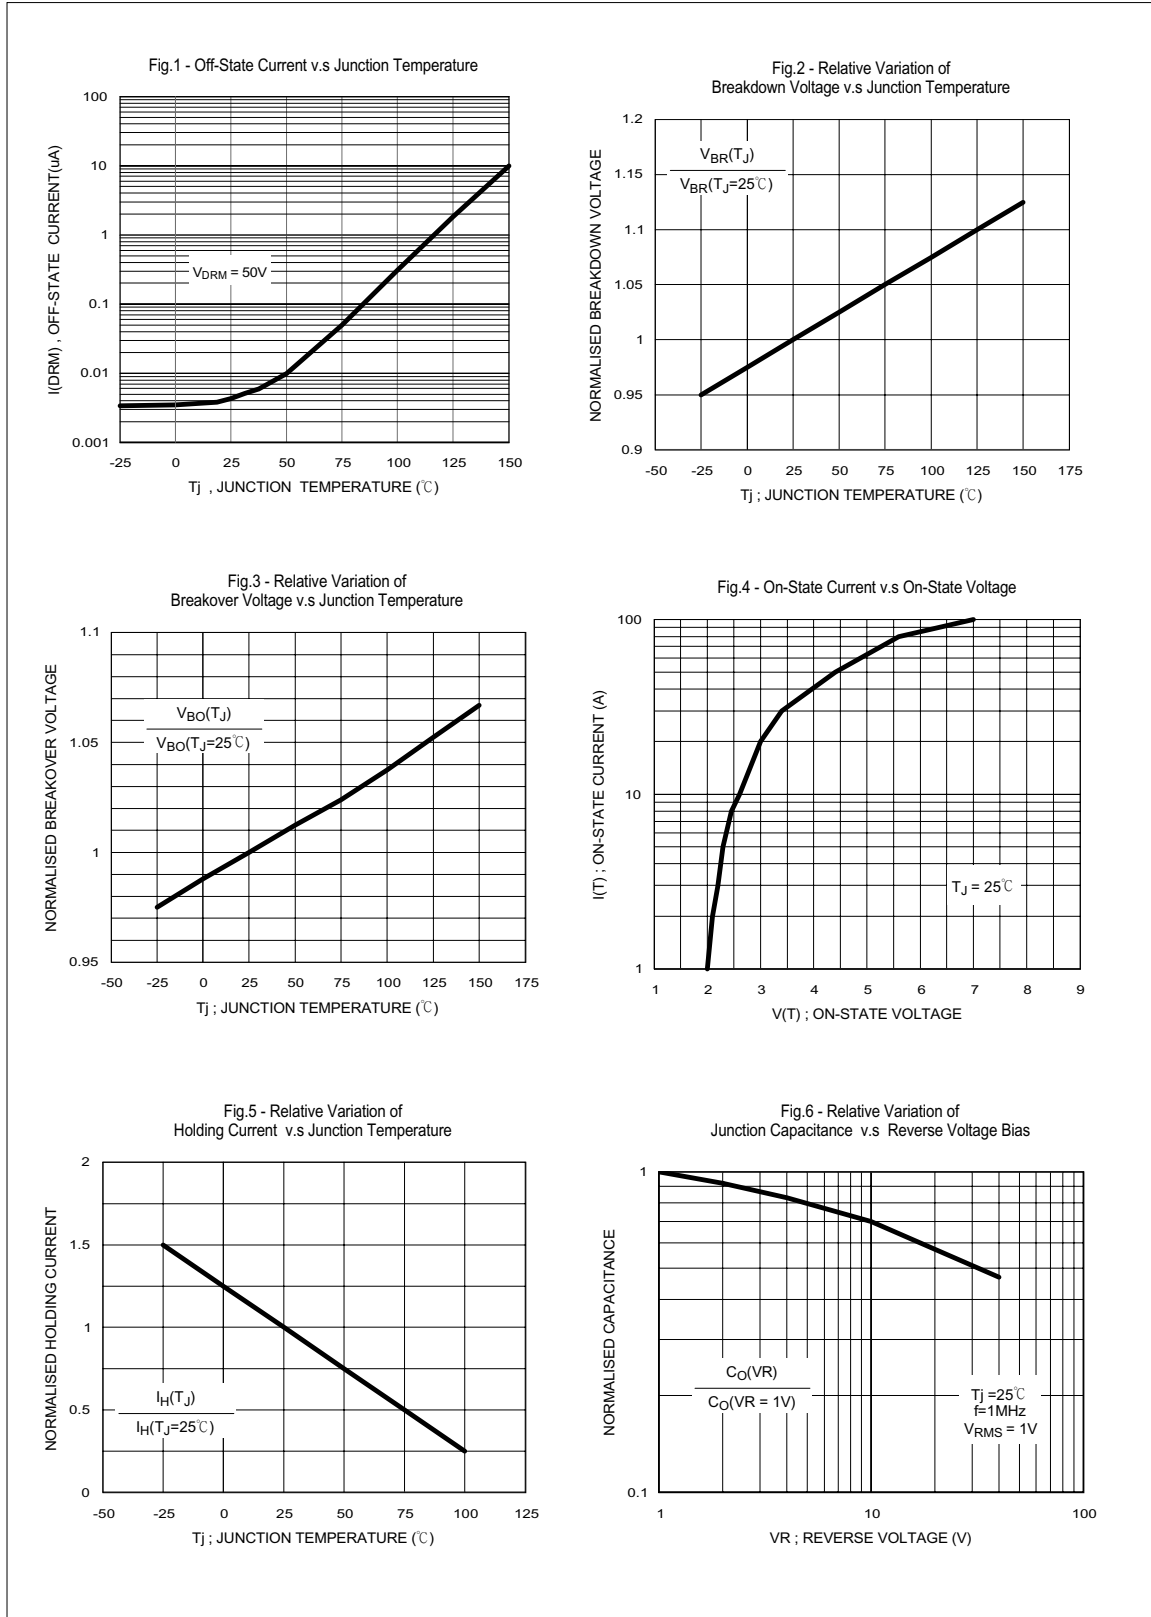 Fig.1 - Off-State Current v.s Junction Temperature
100
10
1
0.1
0.01
0.001
I(DRM) , OFF-STATE CURRENT(uA)
VDRM = 50V
-25 0 25 50 75 100 125 150
Tj , JUNCTION TEMPERATURE (℃)
Fig.2 - Relative Variation of
Breakdown Voltage v.s Junction Temperature
1.2
1.15
1.1
1.05
1
0.95
0.9
NORMALISED BREAKDOWN VOLTAGE
VBR(TJ)
VBR(TJ=25℃)
-50 -25 0 25 50 75 100 125 150 175
Tj ; JUNCTION TEMPERATURE (℃)
Fig.3 - Relative Variation of
Breakover Voltage v.s Junction Temperature
1.1
1.05
1
0.95
NORMALISED BREAKOVER VOLTAGE
VBO(TJ)
VBO(TJ=25℃)
-50 -25 0 25 50 75 100 125 150 175
Tj ; JUNCTION TEMPERATURE (℃)
Fig.4 - On-State Current v.s On-State Voltage
100
10
1
I(T) ; ON-STATE CURRENT (A)
TJ = 25℃
1 2 3 4 5 6 7 8 9
V(T) ; ON-STATE VOLTAGE
Fig.5 - Relative Variation of
Holding Current v.s Junction Temperature
2
1.5
1
0.5
0
NORMALISED HOLDING CURRENT
IH(TJ)
IH(TJ=25℃)
-50 -25 0 25 50 75 100 125
Tj ; JUNCTION TEMPERATURE (℃)
Fig.6 - Relative Variation of
Junction Capacitance v.s Reverse Voltage Bias
1
0.1
NORMALISED CAPACITANCE
CO(VR)
CO(VR = 1V)
Tj =25℃
f=1MHz
VRMS = 1V
1 10 100
VR ; REVERSE VOLTAGE (V)